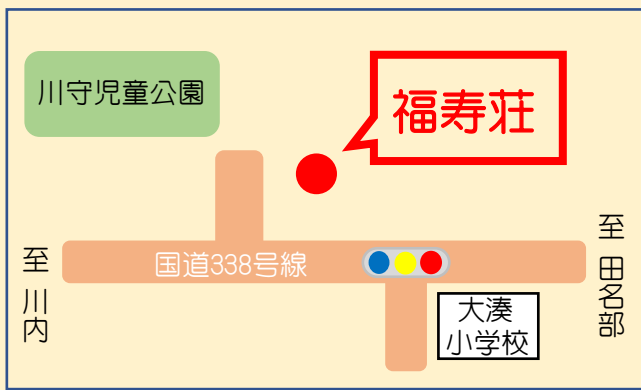 川守児童公園
福寿荘
国道338号線
至 川内
至 田名部
大湊
小学校